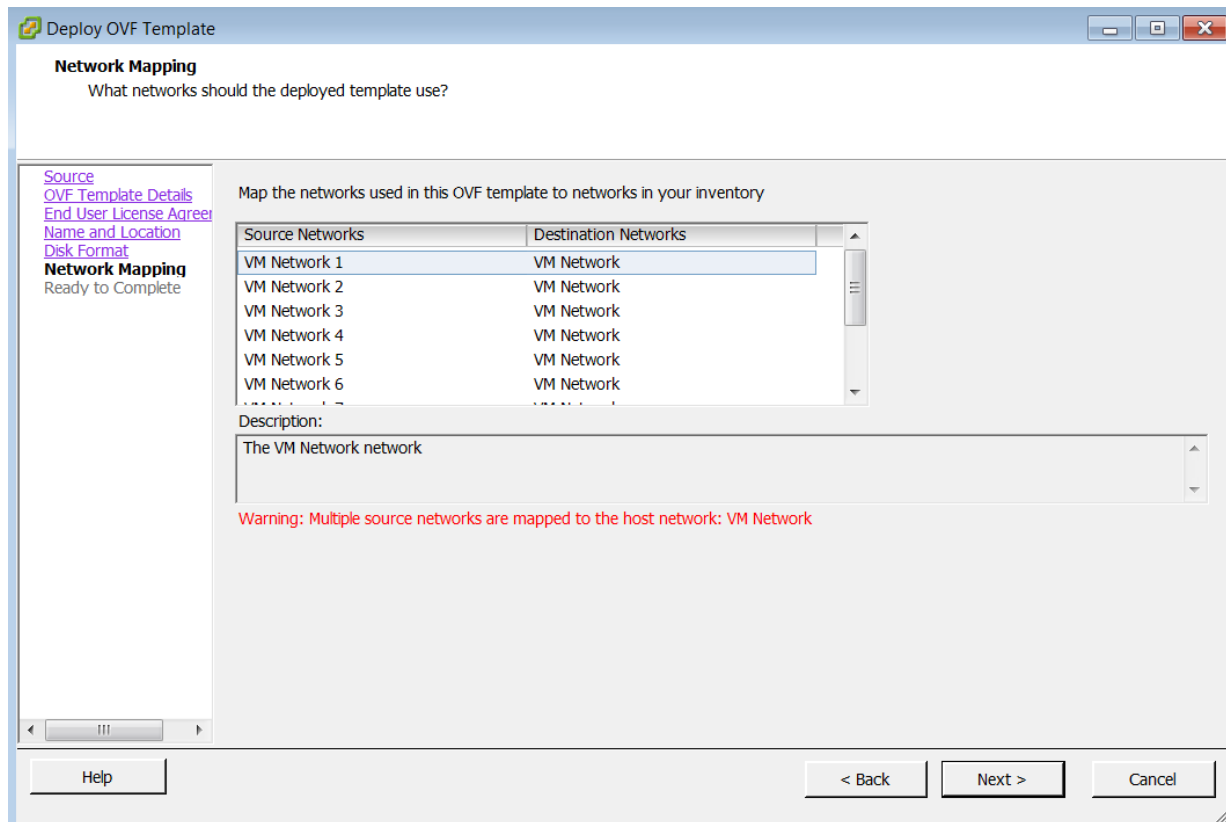 Deploy OVF Template
Network Mapping
What networks should the deployed template use?
Source
OVF Template Details
End User License Agreer
Name and Location
Disk Format
Network Mapping
Ready to Complete
Map the networks used in this OVF template to networks in your inventory
Source Networks Destination Networks
VM Network 1 VM Network
VM Network 2 VM Network
VM Network 3 VM Network
VM Network 4 VM Network
VM Network 5 VM Network
VM Network 6 VM Network
Description:
The VM Network network
Warning: Multiple source networks are mapped to the host network: VM Network
Help < Back Next > Cancel